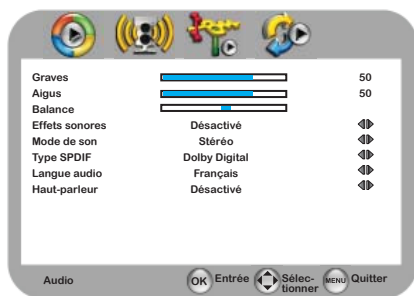 Graves 50
Aigus 50
Balance
Effets sonores Désactivé
Mode de son Stéréo
Type SPDIF Dolby Digital
Langue audio Français
Haut-parleur Désactivé
Audio OK Entrée Sélec-tionner MENU Quitter